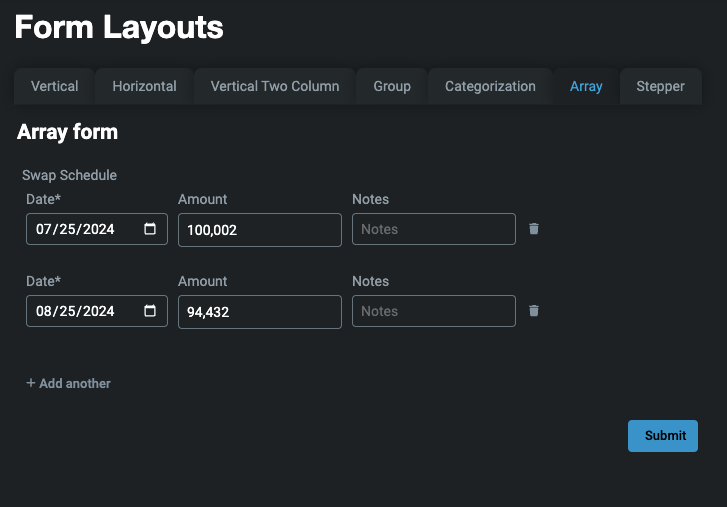 Form Layouts
Vertical Horizontal Vertical Two Column Group Categorization Array Stepper
Array form
Swap Schedule
Date* Amount Notes
07/25/2024 100,002 Notes
Date* Amount Notes
08/25/2024 94,432 Notes
+ Add another
Submit